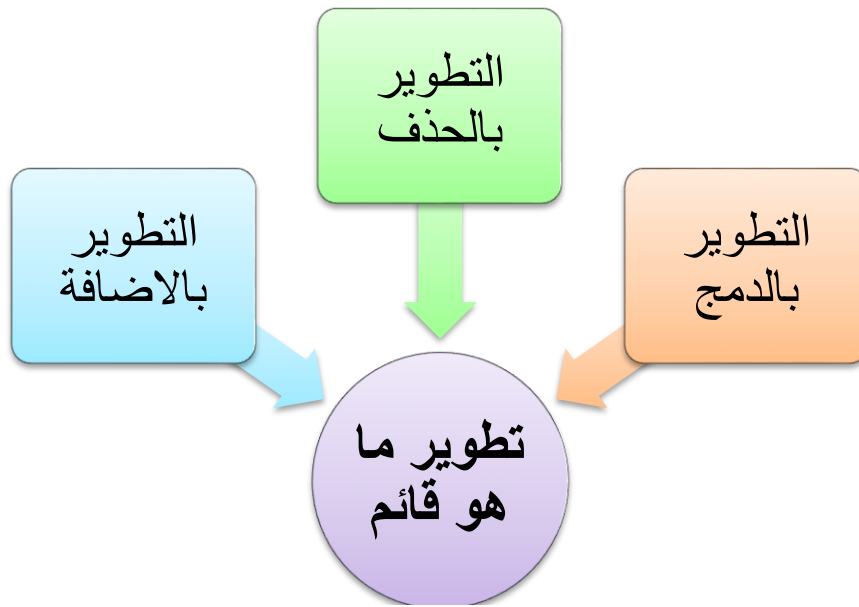 التطوير
بالحذف
التطوير
بالدمج
التطوير
بالاضافة
تطوير ما
هو قائم